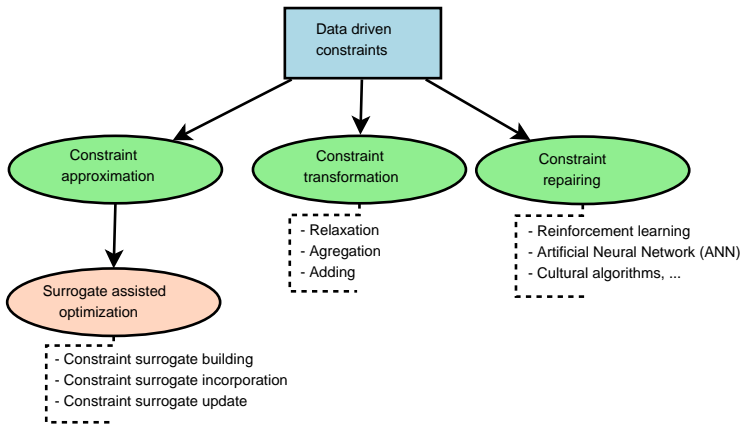 Data driven
constraints
Constraint
approximation
Constraint
transformation
Constraint
repairing
- Relaxation
- Agregation
- Adding
- Reinforcement learning
- Artificial Neural Network (ANN)
- Cultural algorithms, ...
Surrogate assisted
optimization
- Constraint surrogate building
- Constraint surrogate incorporation
- Constraint surrogate update